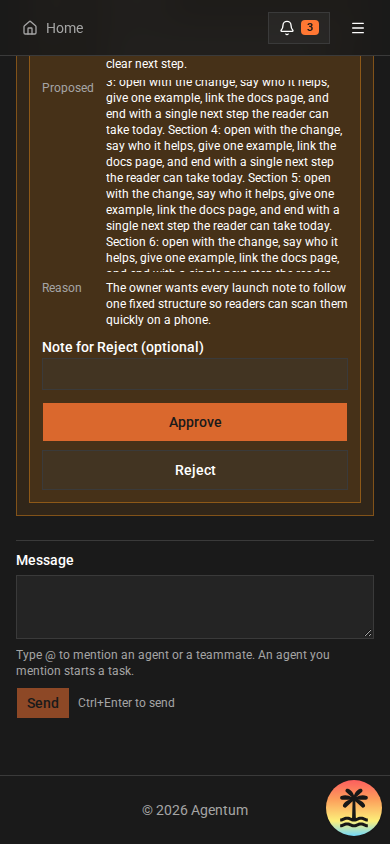 Home
3
clear next step.
Proposed
3: open with the change, say who it helps,
give one example, link the docs page, and
end with a single next step the reader can
take today. Section 4: open with the change,
say who it helps, give one example, link the
docs page, and end with a single next step
the reader can take today. Section 5: open
with the change, say who it helps, give one
example, link the docs page, and end with a
single next step the reader can take today.
Section 6: open with the change, say who it
helps, give one example, link the docs page,
and end with a single next step the reader
Reason
The owner wants every launch note to follow
one fixed structure so readers can scan them
quickly on a phone.
Note for Reject (optional)
Approve
Reject
Message
Type @ to mention an agent or a teammate. An agent you
mention starts a task.
Send
Ctrl+Enter to send
© 2026 Agentum